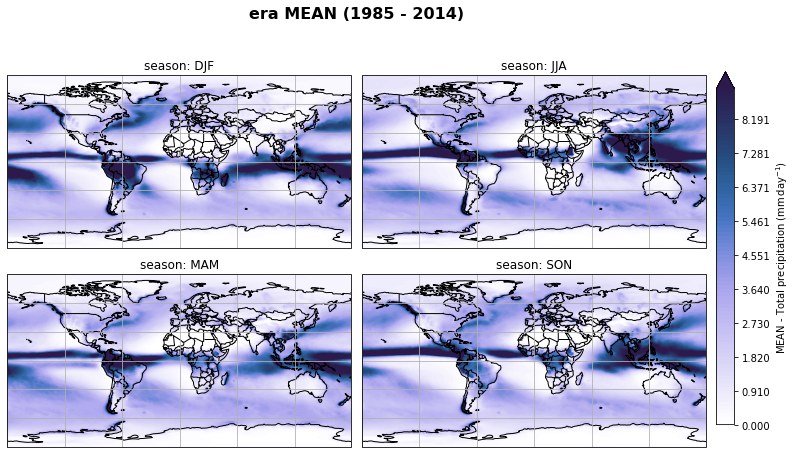 era MEAN (1985 - 2014)
season: DJF
season: JJA
season: MAM
season: SON
8.191
7.281
6.371
5.461
4.551
3.640
2.730
1.820
0.910
0.000
MEAN - Total precipitation (mm day⁻¹)